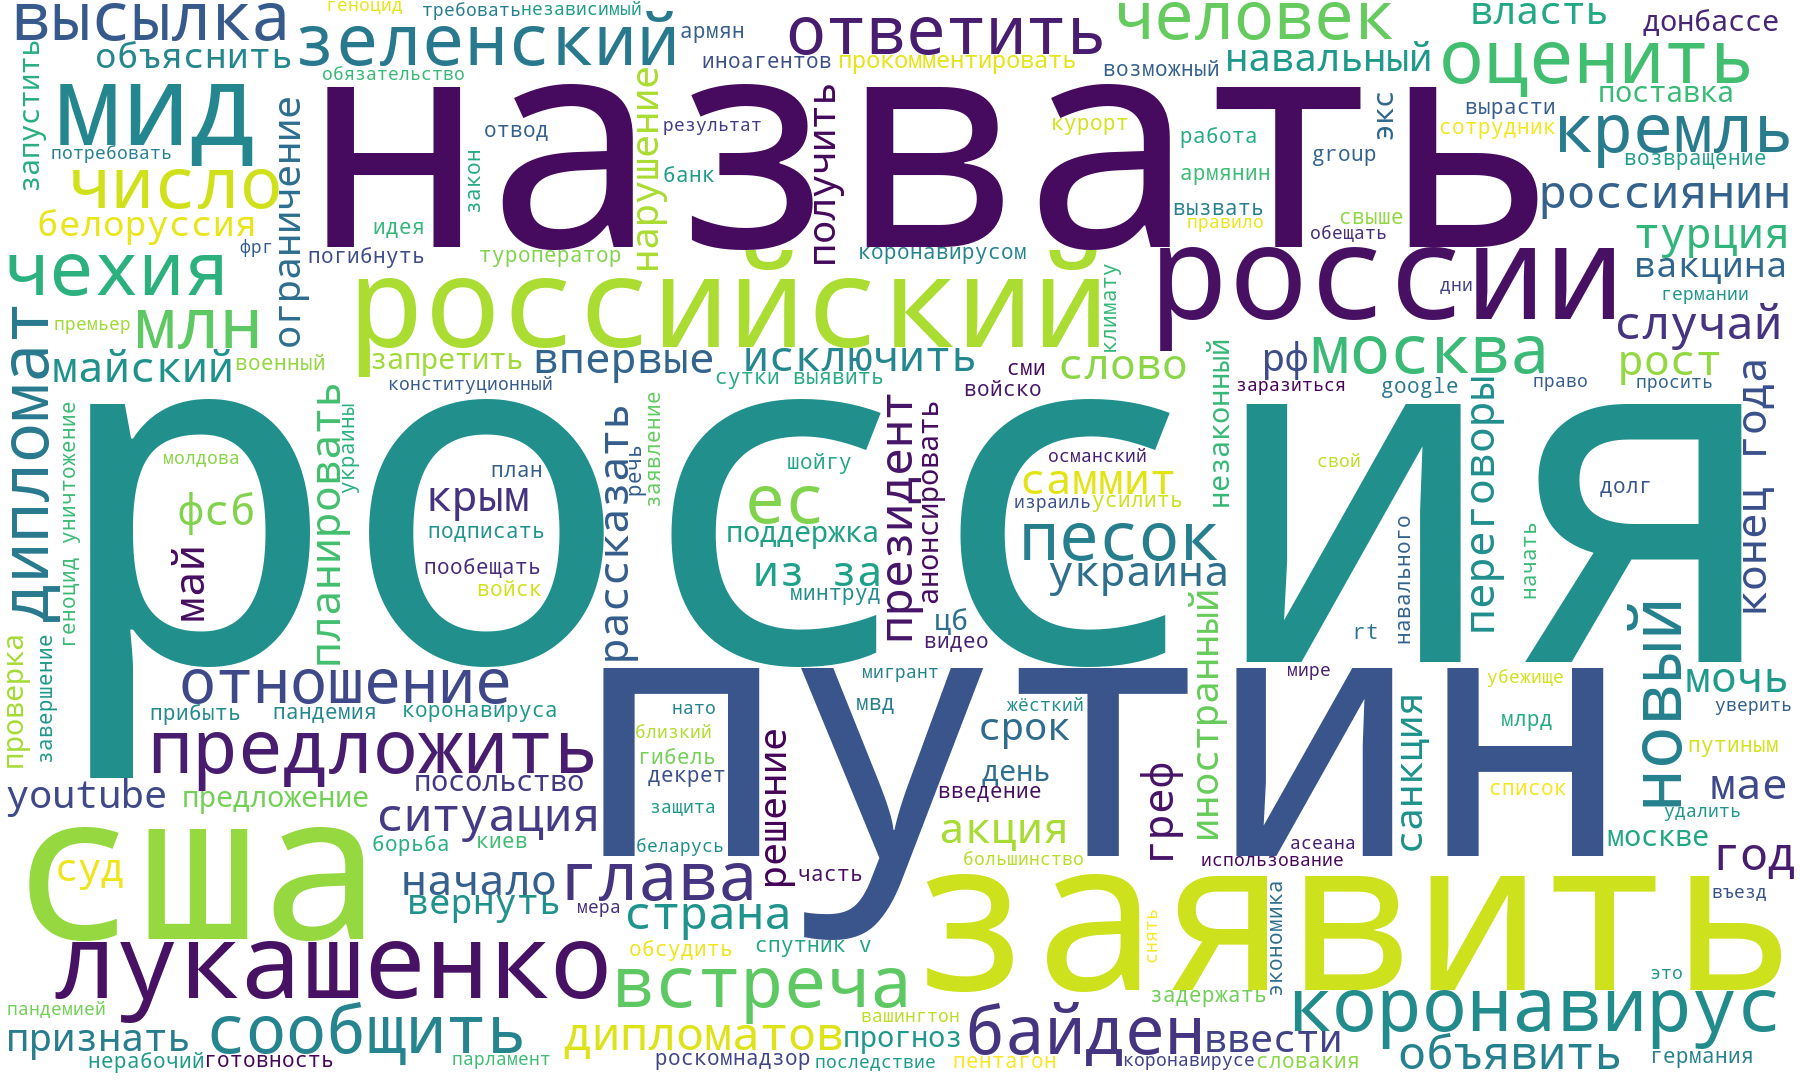 высылка
геноцид
требовать
независимый
зеленский
армян
ответить
человек
власть
донбассе
объяснить
обязательство
иноагентов
прокомментировать
возможный
навальный
оценить
запустить
мид
назвать
нарушение
получить
экс
вырасти
поставка
потребовать
отвод
результат
курорт
работа
сотрудник
кремль
число
ограничение
закон
банк
group
возвращение
армянин
россиянин
белоруссия
идея
вызвать
правило
свыше
обещать
турция
фрг
погибнуть
туроператор
коронавирусом
чехия
российский
россии
дни
вакцина
германии
климату
премьер
млн
случай
дипломат
майский
военный
запретить
впервые
исключить
сми
слово
незаконный
рф
москва
рост
конституционный
сутки выявить
войско
заразиться
google
право
просить
геноцид уничтожение
планировать
украины
россия
рассказать
речь
заявление
президент
анонсировать
переговоры
конец года
молдова
план
шойгу
османский
свой
фсб
крым
ес
саммит
израиль
усилить
долг
май
подписать
поддержка
песок
навального
начать
пообещать
войск
из за
минтруд
украина
иностранный
новый
цб
видео
rt
проверка
завершение
отношение
мигрант
мире
убежище
мочь
прибыть
пандемия
коронавируса
нато
мвд
жёсткий
санкция
млрд
уверить
предложить
путин
близкий
срок
путиным
гибель
посольство
декрет
день
греф
youtube
предложение
введение
список
мае
ситуация
защита
решение
акция
удалить
сша
борьба
киев
беларусь
асеана
москве
суд
большинство
использование
год
начало
глава
часть
въезд
вернуть
мера
страна
заявить
экономика
лукашенко
обсудить
спутник v
снять
встреча
задержать
это
пандемией
признать
сообщить
дипломатов
прогноз
вашингтон
байден
ввести
коронавирус
объявить
нерабочий
готовность
парламент
роскомнадзор
последствие
пентагон
коронавирусе
словакия
германия